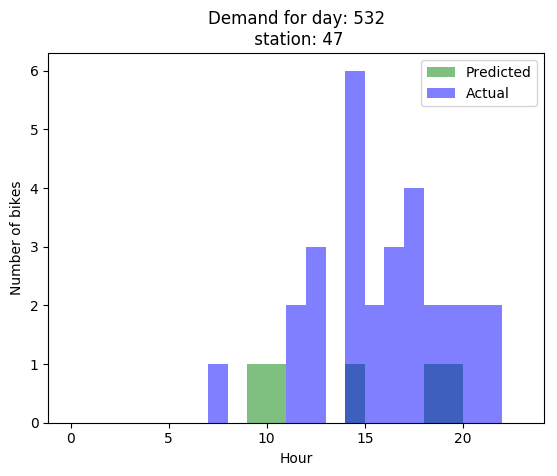 Demand for day: 532
station: 47
Predicted
Actual
Number of bikes
6
5
4
3
2
1
0
0 5 10 15 20
Hour